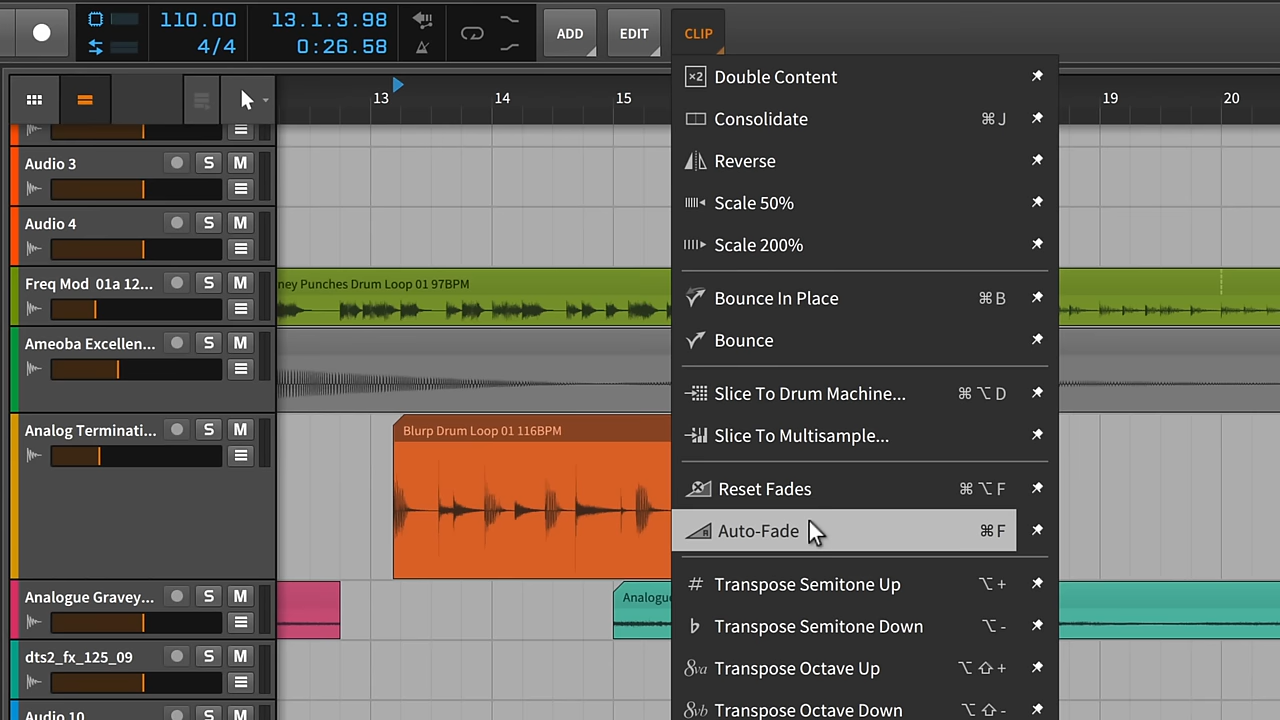 110.00
4/4
13.1.3.98
0:26.58
ADD
EDIT
CLIP
13
14
15
19
20
Audio 3
S
M
Audio 4
S
M
Freq Mod 01a 12...
S
M
ney Punches Drum Loop 01 97BPM
Ameoba Excellen...
S
M
Analog Terminati...
S
M
Blurp Drum Loop 01 116BPM
Analogue Gravey...
S
M
Analogue
dts2_fx_125_09
S
M
Audio 10
S
M
×2 Double Content
Consolidate ⌘J
Reverse
Scale 50%
Scale 200%
Bounce In Place ⌘B
Bounce
Slice To Drum Machine... ⌘⌥D
Slice To Multisample...
Reset Fades ⌘⌥F
Auto-Fade ⌘F
# Transpose Semitone Up ⌥+
♭ Transpose Semitone Down ⌥-
8va Transpose Octave Up ⌥⇧+
8vb Transpose Octave Down ⌥⇧-